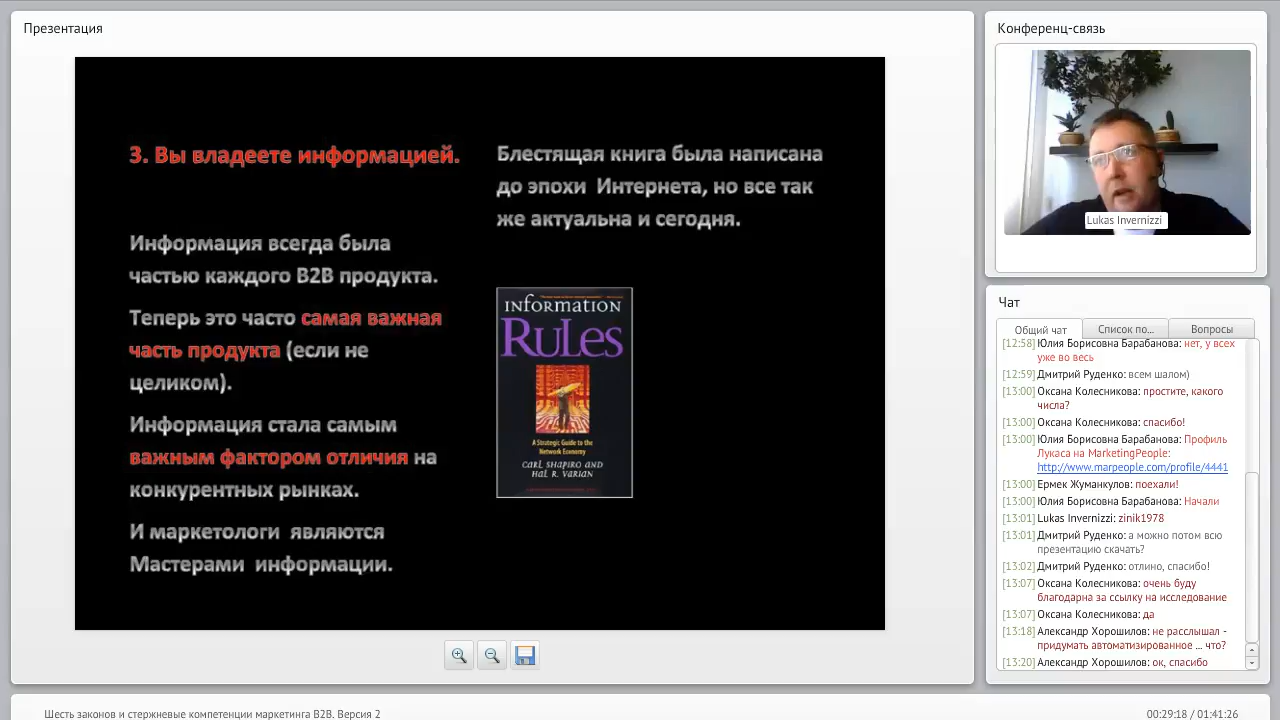 Презентация
3. Вы владеете информацией.
Информация всегда была
частью каждого B2B продукта.
Теперь это часто самая важная
часть продукта (если не
целиком).
Информация стала самым
важным фактором отличия на
конкурентных рынках.
И маркетологи являются
Мастерами информации.
Блестящая книга была написана
до эпохи Интернета, но все так
же актуальна и сегодня.
INFORMATION
RULES
A Strategic Guide to the
Network Economy
CARL SHAPIRO AND
HAL R. VARIAN
Конференц-связь
Lukas Invernizzi
Чат
Общий чат
Список по...
Вопросы
[12:58] Юлия Борисовна Барабанова: нет, у всех
уже во весь
[12:59] Дмитрий Руденко: всем шалом)
[13:00] Оксана Колесникова: простите, какого
числа?
[13:00] Оксана Колесникова: спасибо!
[13:00] Юлия Борисовна Барабанова: Профиль
Лукаса на MarketingPeople:
http://www.marpeople.com/profile/4441
[13:00] Ермек Жуманкулов: поехали!
[13:00] Юлия Борисовна Барабанова: Начали
[13:01] Lukas Invernizzi: zinik1978
[13:01] Дмитрий Руденко: а можно потом всю
презентацию скачать?
[13:02] Дмитрий Руденко: отлино, спасибо!
[13:07] Оксана Колесникова: очень буду
благодарна за ссылку на исследование
[13:07] Оксана Колесникова: да
[13:18] Александр Хорошилов: не расслышал -
придумать автоматизированное ... что?
[13:20] Александр Хорошилов: ок, спасибо
Шесть законов и стержневые компетенции маркетинга B2B. Версия 2
00:29:18 / 01:41:26